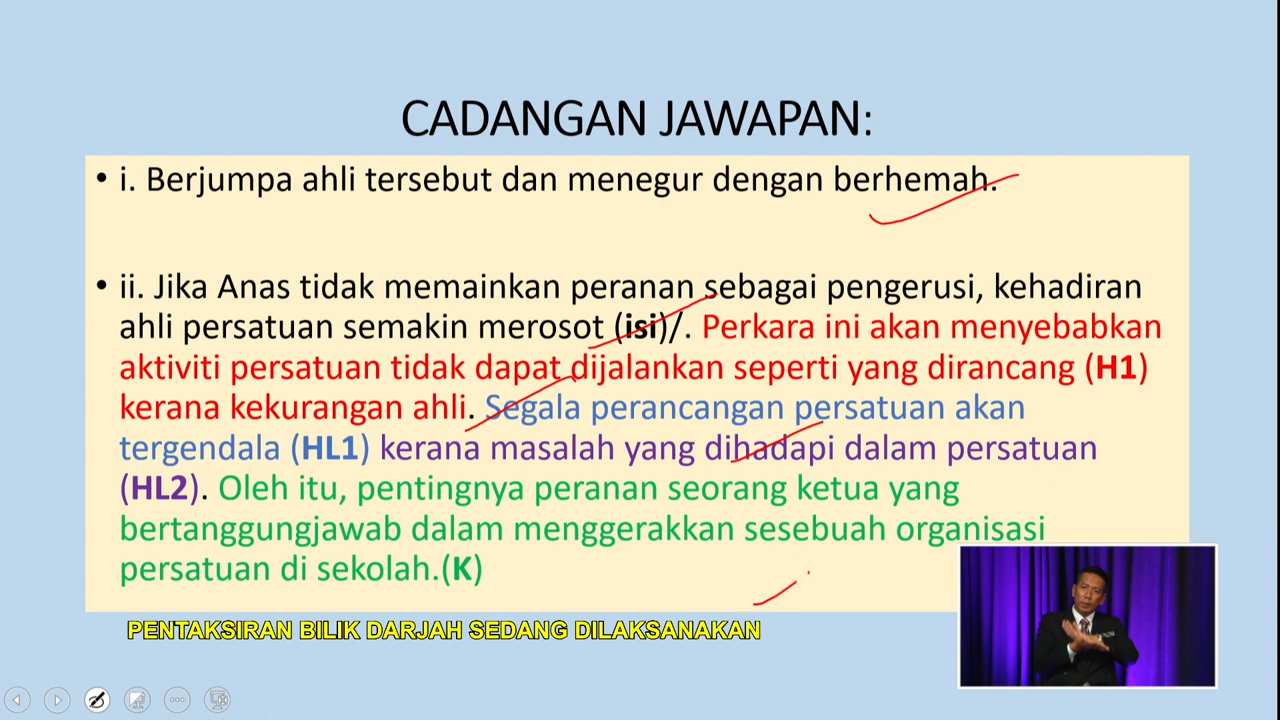 CADANGAN JAWAPAN:
• i. Berjumpa ahli tersebut dan menegur dengan berhemah.
• ii. Jika Anas tidak memainkan peranan sebagai pengerusi, kehadiran
ahli persatuan semakin merosot (isi)/. Perkara ini akan menyebabkan
aktiviti persatuan tidak dapat dijalankan seperti yang dirancang (H1)
kerana kekurangan ahli. Segala perancangan persatuan akan
tergendala (HL1) kerana masalah yang dihadapi dalam persatuan
(HL2). Oleh itu, pentingnya peranan seorang ketua yang
bertanggungjawab dalam menggerakkan sesebuah organisasi
persatuan di sekolah.(K)
PENTAKSIRAN BILIK DARJAH SEDANG DILAKSANAKAN